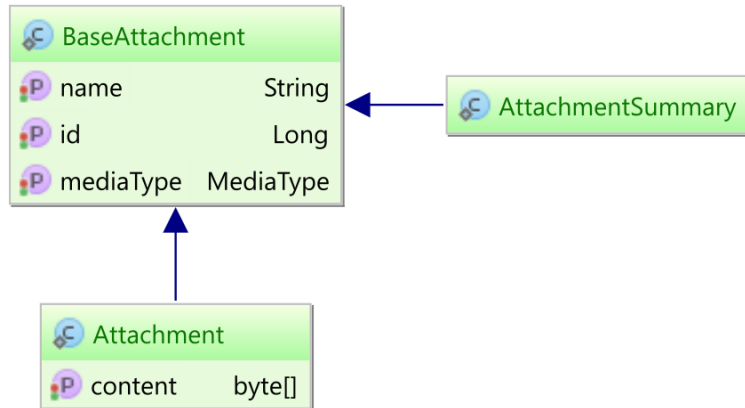 BaseAttachment
name String
id Long
mediaType MediaType
AttachmentSummary
Attachment
content byte[]